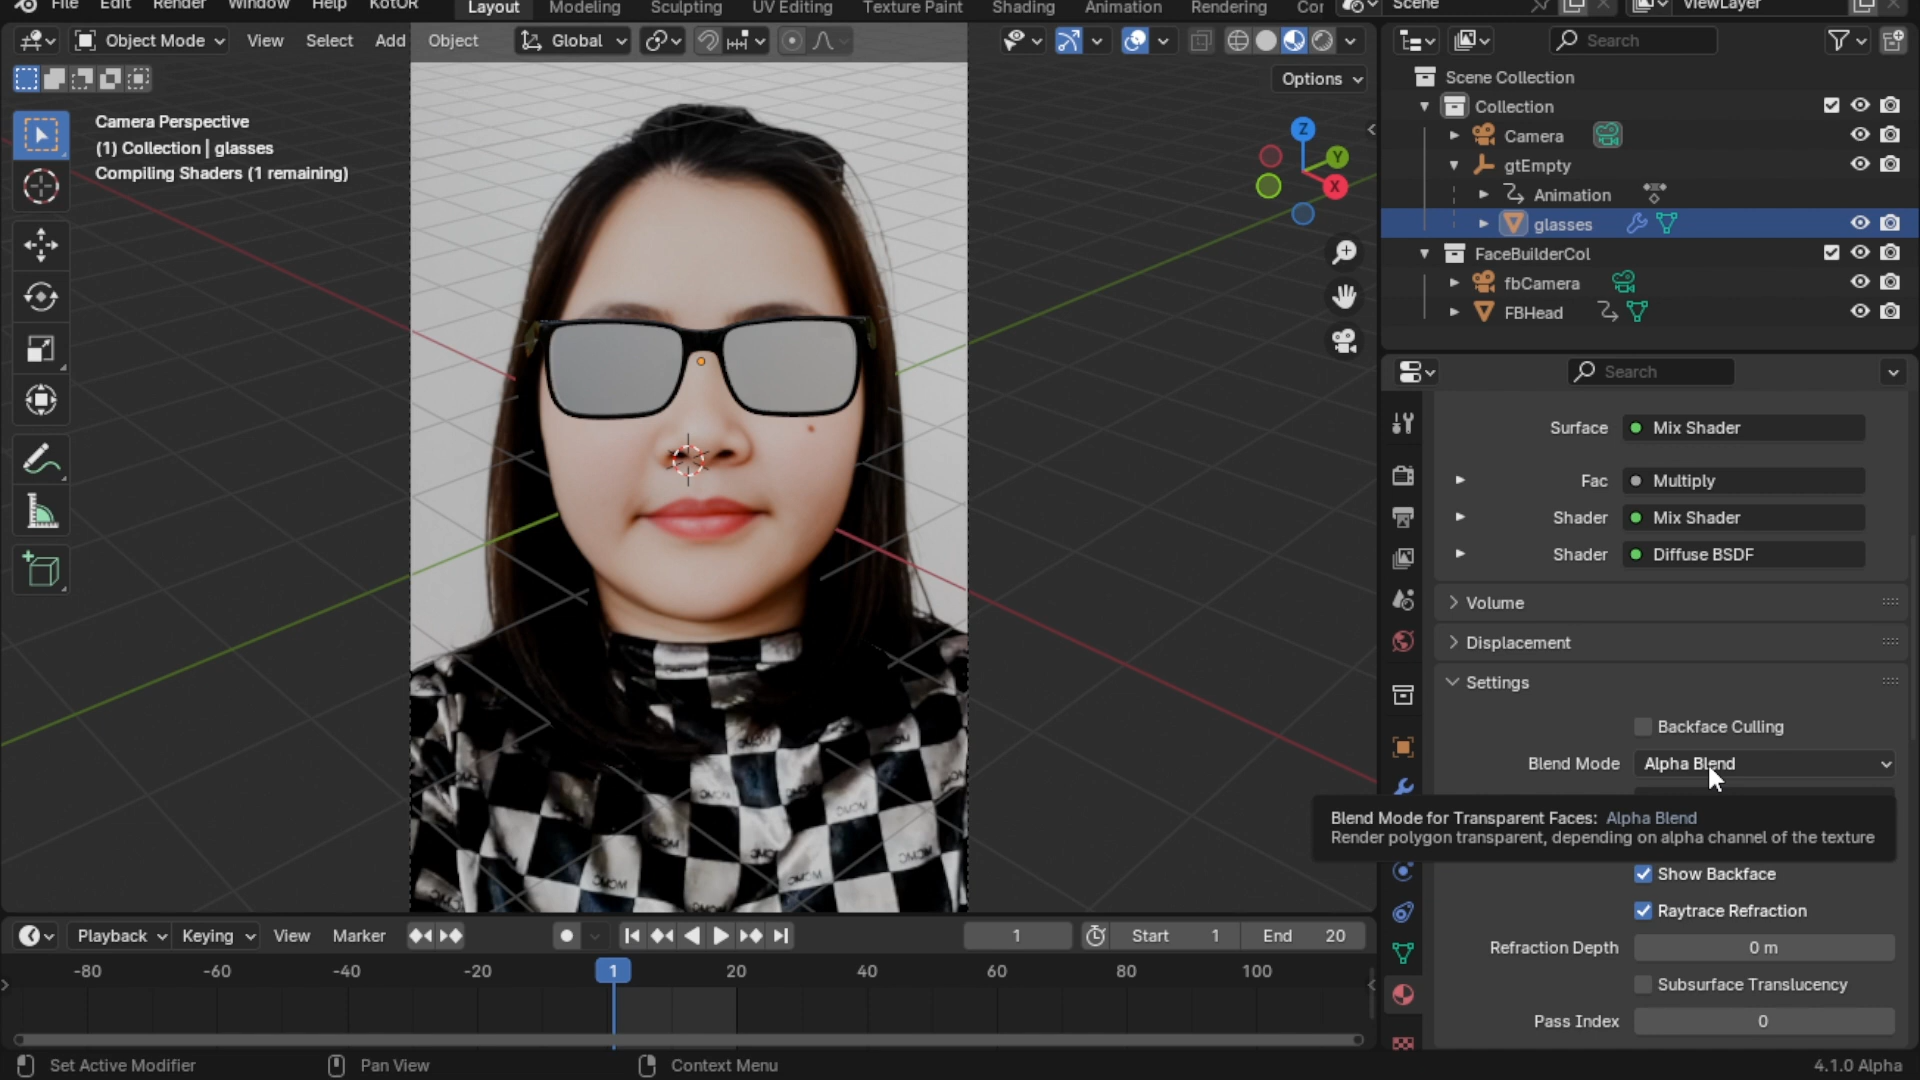 File Edit Render Window Help KotOR Layout Modeling Sculpting UV Editing Texture Paint Shading Animation Rendering Scene ViewLayer
Object Mode View Select Add Object Global
Options
Camera Perspective
(1) Collection | glasses
Compiling Shaders (1 remaining)
Z
Y
X
OMOM
Search
Scene Collection
Collection
Camera
gtEmpty
Animation
glasses
FaceBuilderCol
fbCamera
FBHead
Search
Surface Mix Shader
Fac Multiply
Shader Mix Shader
Shader Diffuse BSDF
Volume
Displacement
Settings
Backface Culling
Blend Mode Alpha Blend
Blend Mode for Transparent Faces: Alpha Blend
Render polygon transparent, depending on alpha channel of the texture
Show Backface
Raytrace Refraction
Refraction Depth 0 m
Subsurface Translucency
Pass Index 0
Playback Keying View Marker 1 Start 1 End 20
-80 -60 -40 -20 1 20 40 60 80 100
Set Active Modifier Pan View Context Menu 4.1.0 Alpha